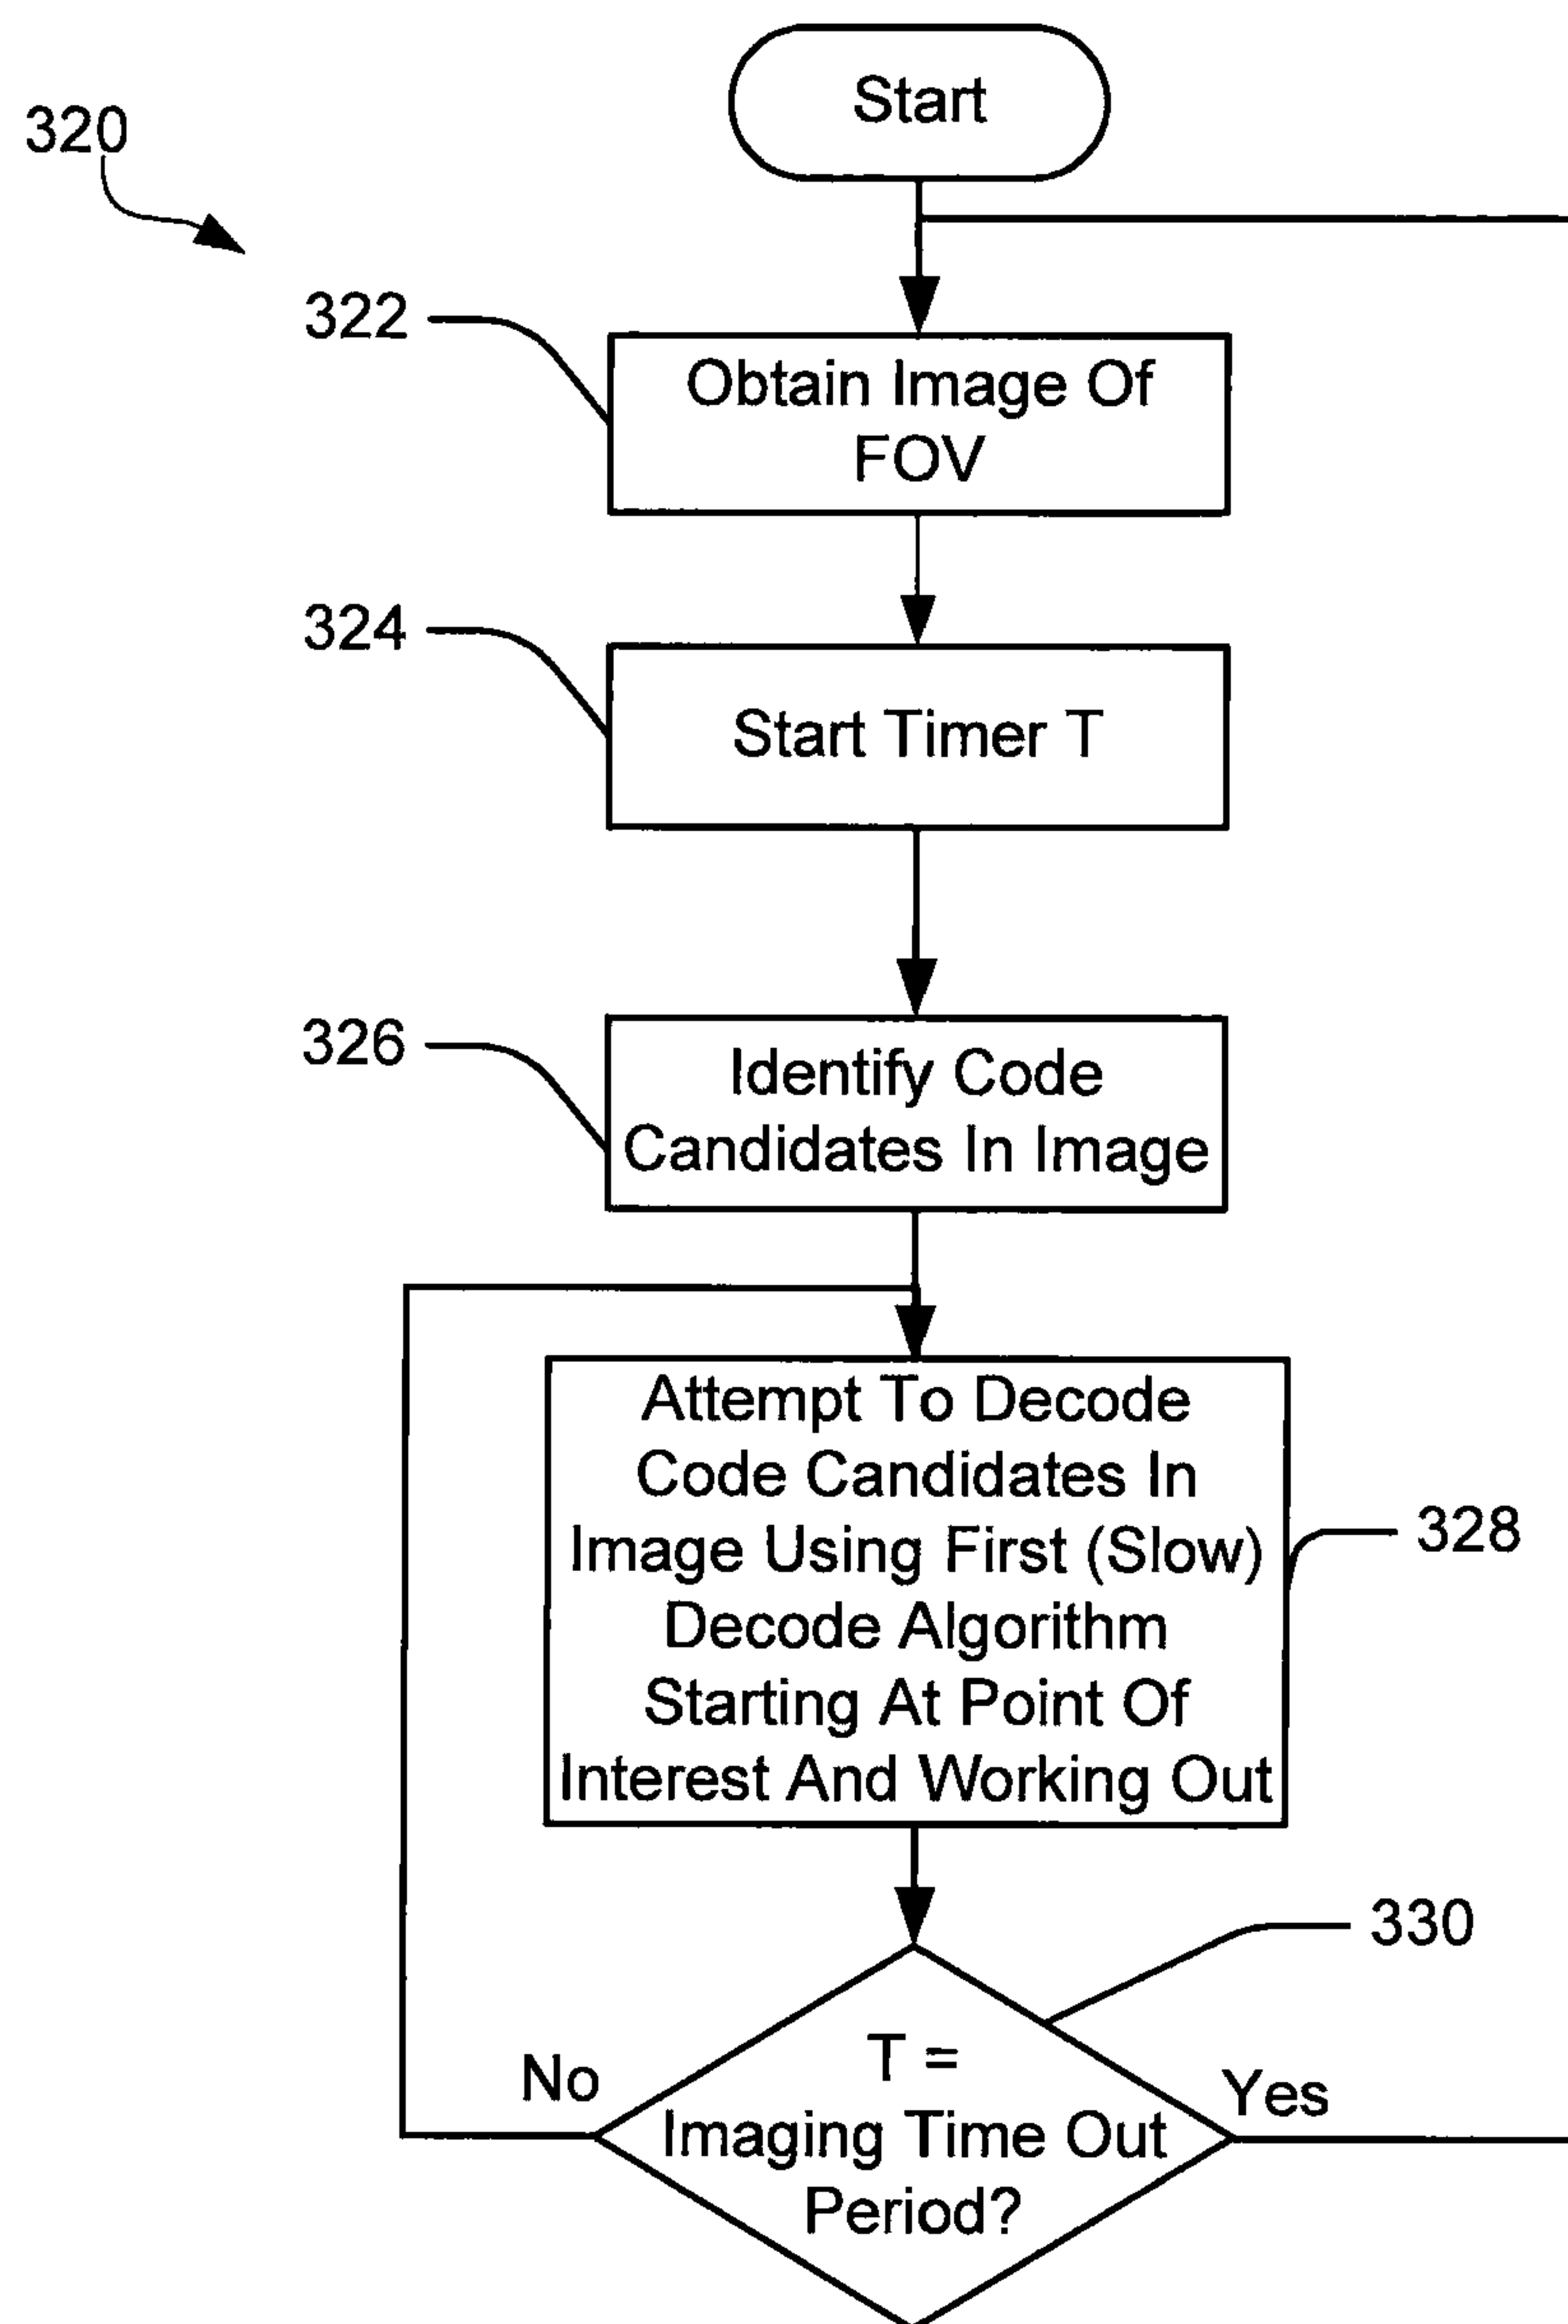 Start
320
322
Obtain Image Of
FOV
324
Start Timer T
326
Identify Code
Candidates In Image
Attempt To Decode
Code Candidates In
Image Using First (Slow)
Decode Algorithm
Starting At Point Of
Interest And Working Out
328
330
T =
Imaging Time Out
Period?
No
Yes